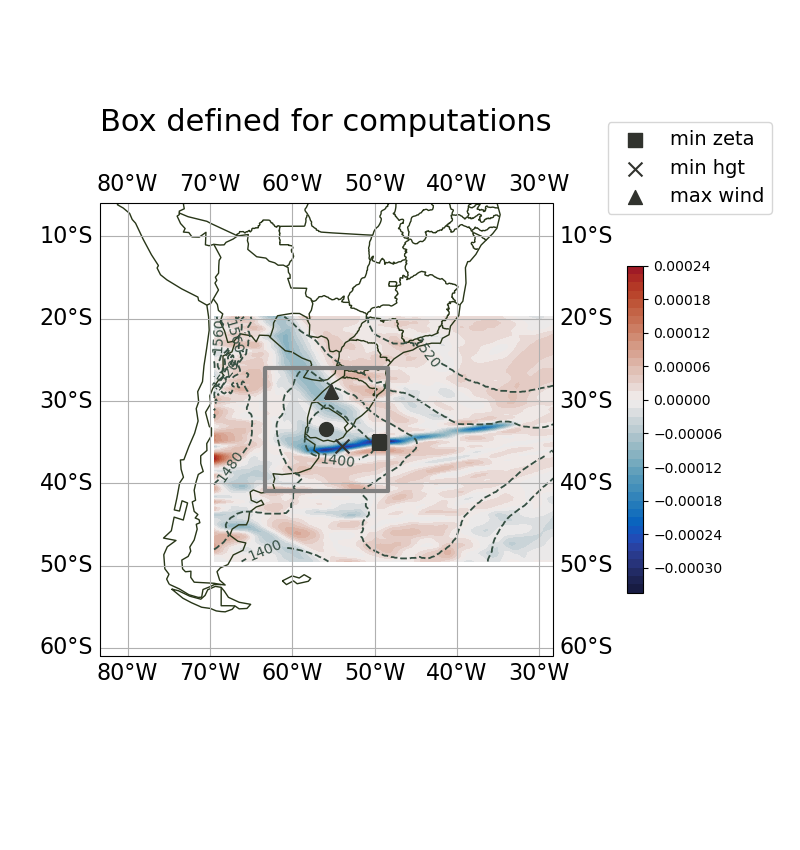 Box defined for computations
min zeta
min hgt
max wind
80°W 70°W 60°W 50°W 40°W 30°W
10°S 10°S
20°S 20°S
30°S 30°S
40°S 40°S
50°S 50°S
60°S 60°S
80°W 70°W 60°W 50°W 40°W 30°W
1560
1520
1480
1400
1400
0.00024
0.00018
0.00012
0.00006
0.00000
−0.00006
−0.00012
−0.00018
−0.00024
−0.00030